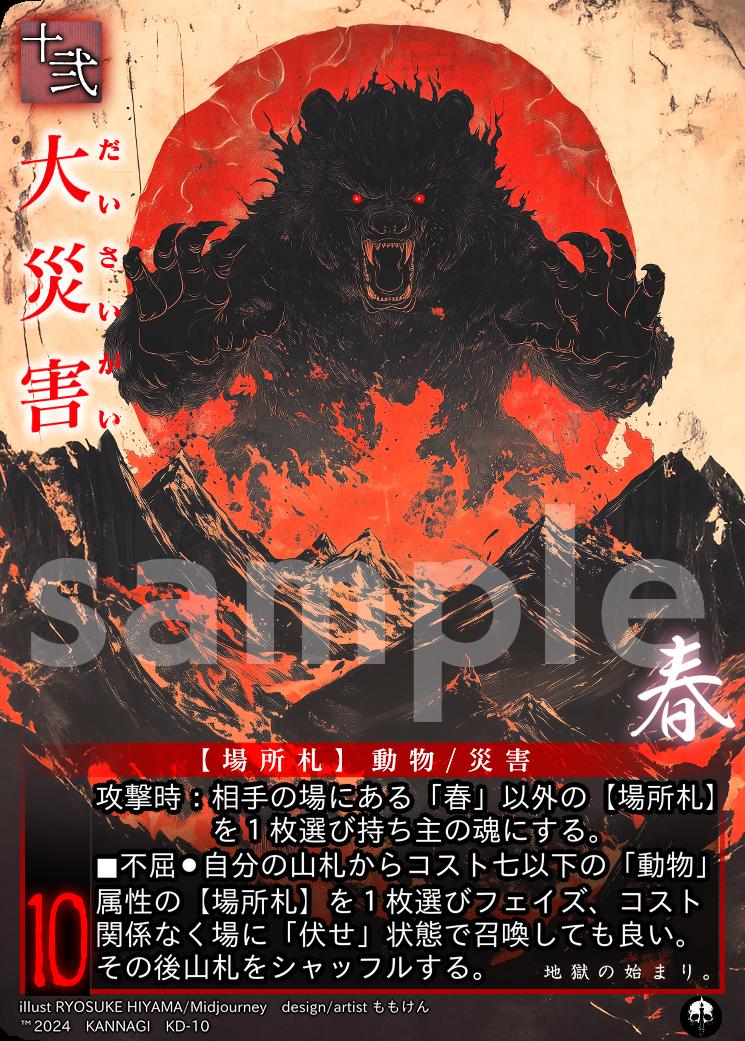 十弐
大災害
だいさいがい
sample
春
【場所札】動物/災害
攻撃時：相手の場にある「春」以外の【場所札】
を1枚選び持ち主の魂にする。
■不屈●自分の山札からコスト七以下の「動物」
属性の【場所札】を1枚選びフェイズ、コスト
関係なく場に「伏せ」状態で召喚しても良い。
その後山札をシャッフルする。
地獄の始まり。
10
illust RYOSUKE HIYAMA/Midjourney design/artist ももけん
™2024 KANNAGI KD-10